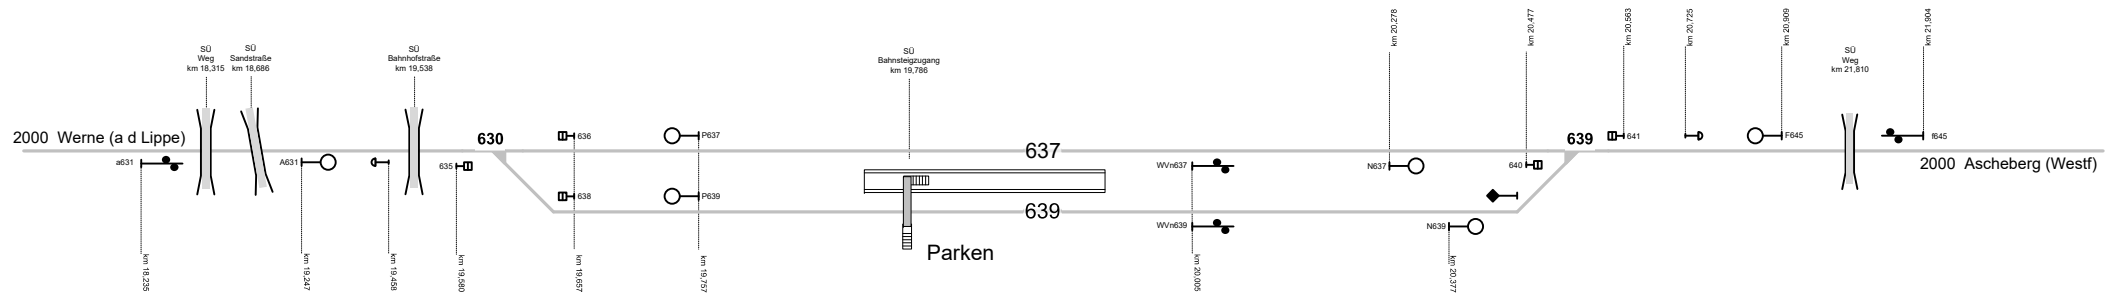 SÜ
Weg
km 18,315
SÜ
Sandstraße
km 18,686
SÜ
Bahnhofstraße
km 19,538
SÜ
Bahnsteigzugang
km 19,786
km 20,278
km 20,477
km 20,563
km 20,725
km 20,909
SÜ
Weg
km 21,810
km 21,904
2000 Werne (a d Lippe)
630
636
P637
637
639
641
F645
f645
a631
A631
635
WVn637
N637
640
2000 Ascheberg (Westf)
638
P639
639
WVn639
N639
Parken
km 18,235
km 19,247
km 19,458
km 19,580
km 19,657
km 19,757
km 20,005
km 20,377